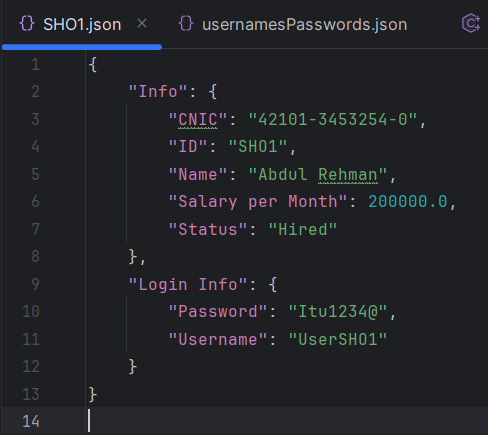 SHO1.json usernamesPasswords.json
1 {
2 "Info": {
3 "CNIC": "42101-3453254-0",
4 "ID": "SHO1",
5 "Name": "Abdul Rehman",
6 "Salary per Month": 200000.0,
7 "Status": "Hired"
8 },
9 "Login Info": {
10 "Password": "Itu1234@",
11 "Username": "UserSHO1"
12 }
13 }
14